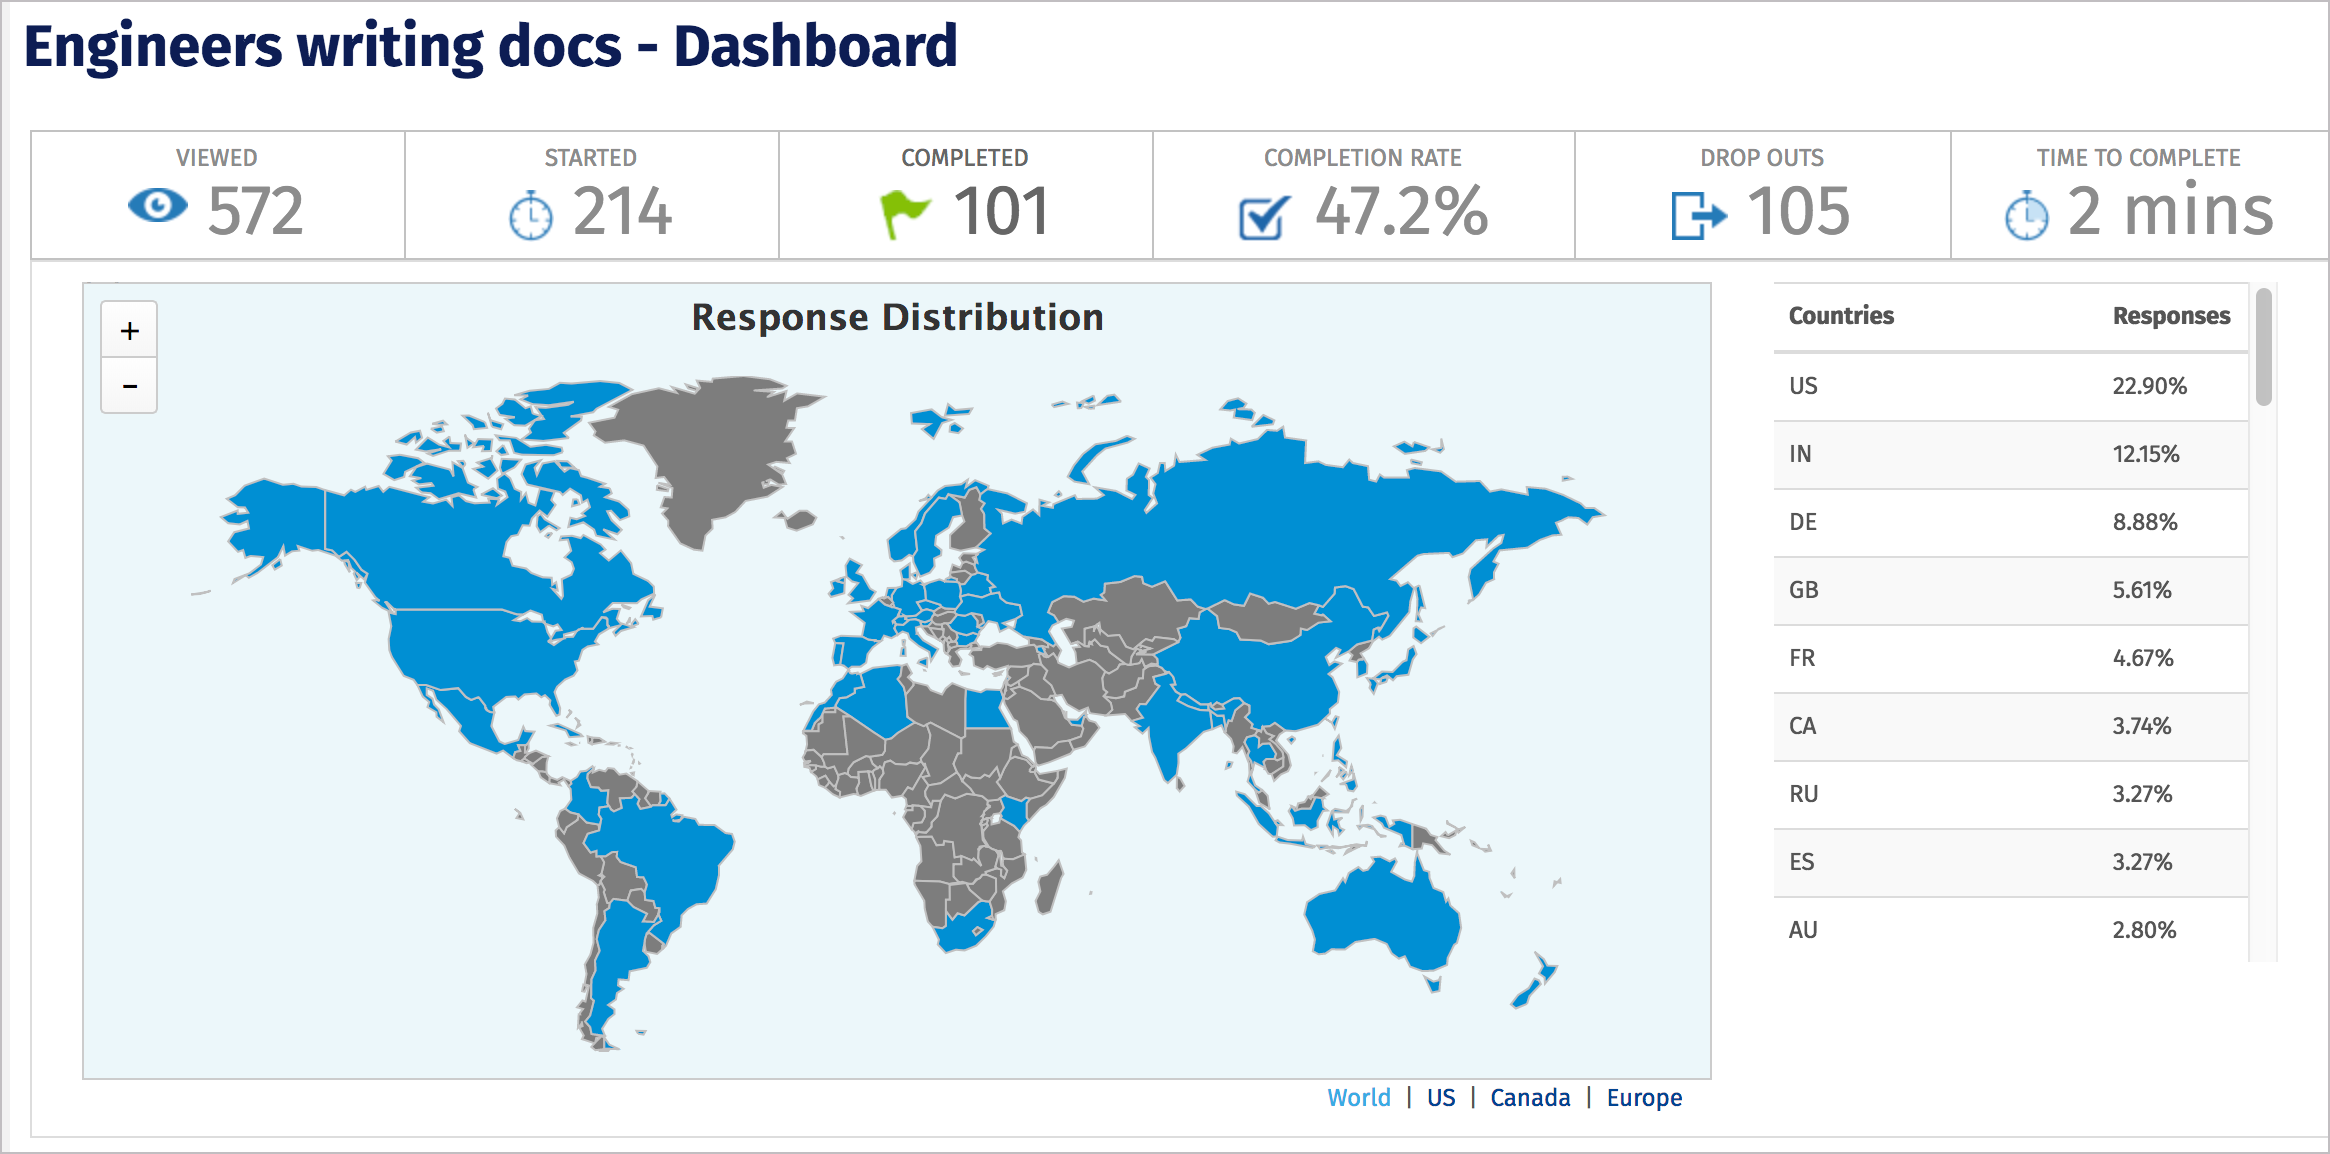 Engineers writing docs - Dashboard
VIEWED
572
STARTED
214
COMPLETED
101
COMPLETION RATE
47.2%
DROP OUTS
105
TIME TO COMPLETE
2 mins
+
−
Response Distribution
Countries Responses
US 22.90%
IN 12.15%
DE 8.88%
GB 5.61%
FR 4.67%
CA 3.74%
RU 3.27%
ES 3.27%
AU 2.80%
World | US | Canada | Europe